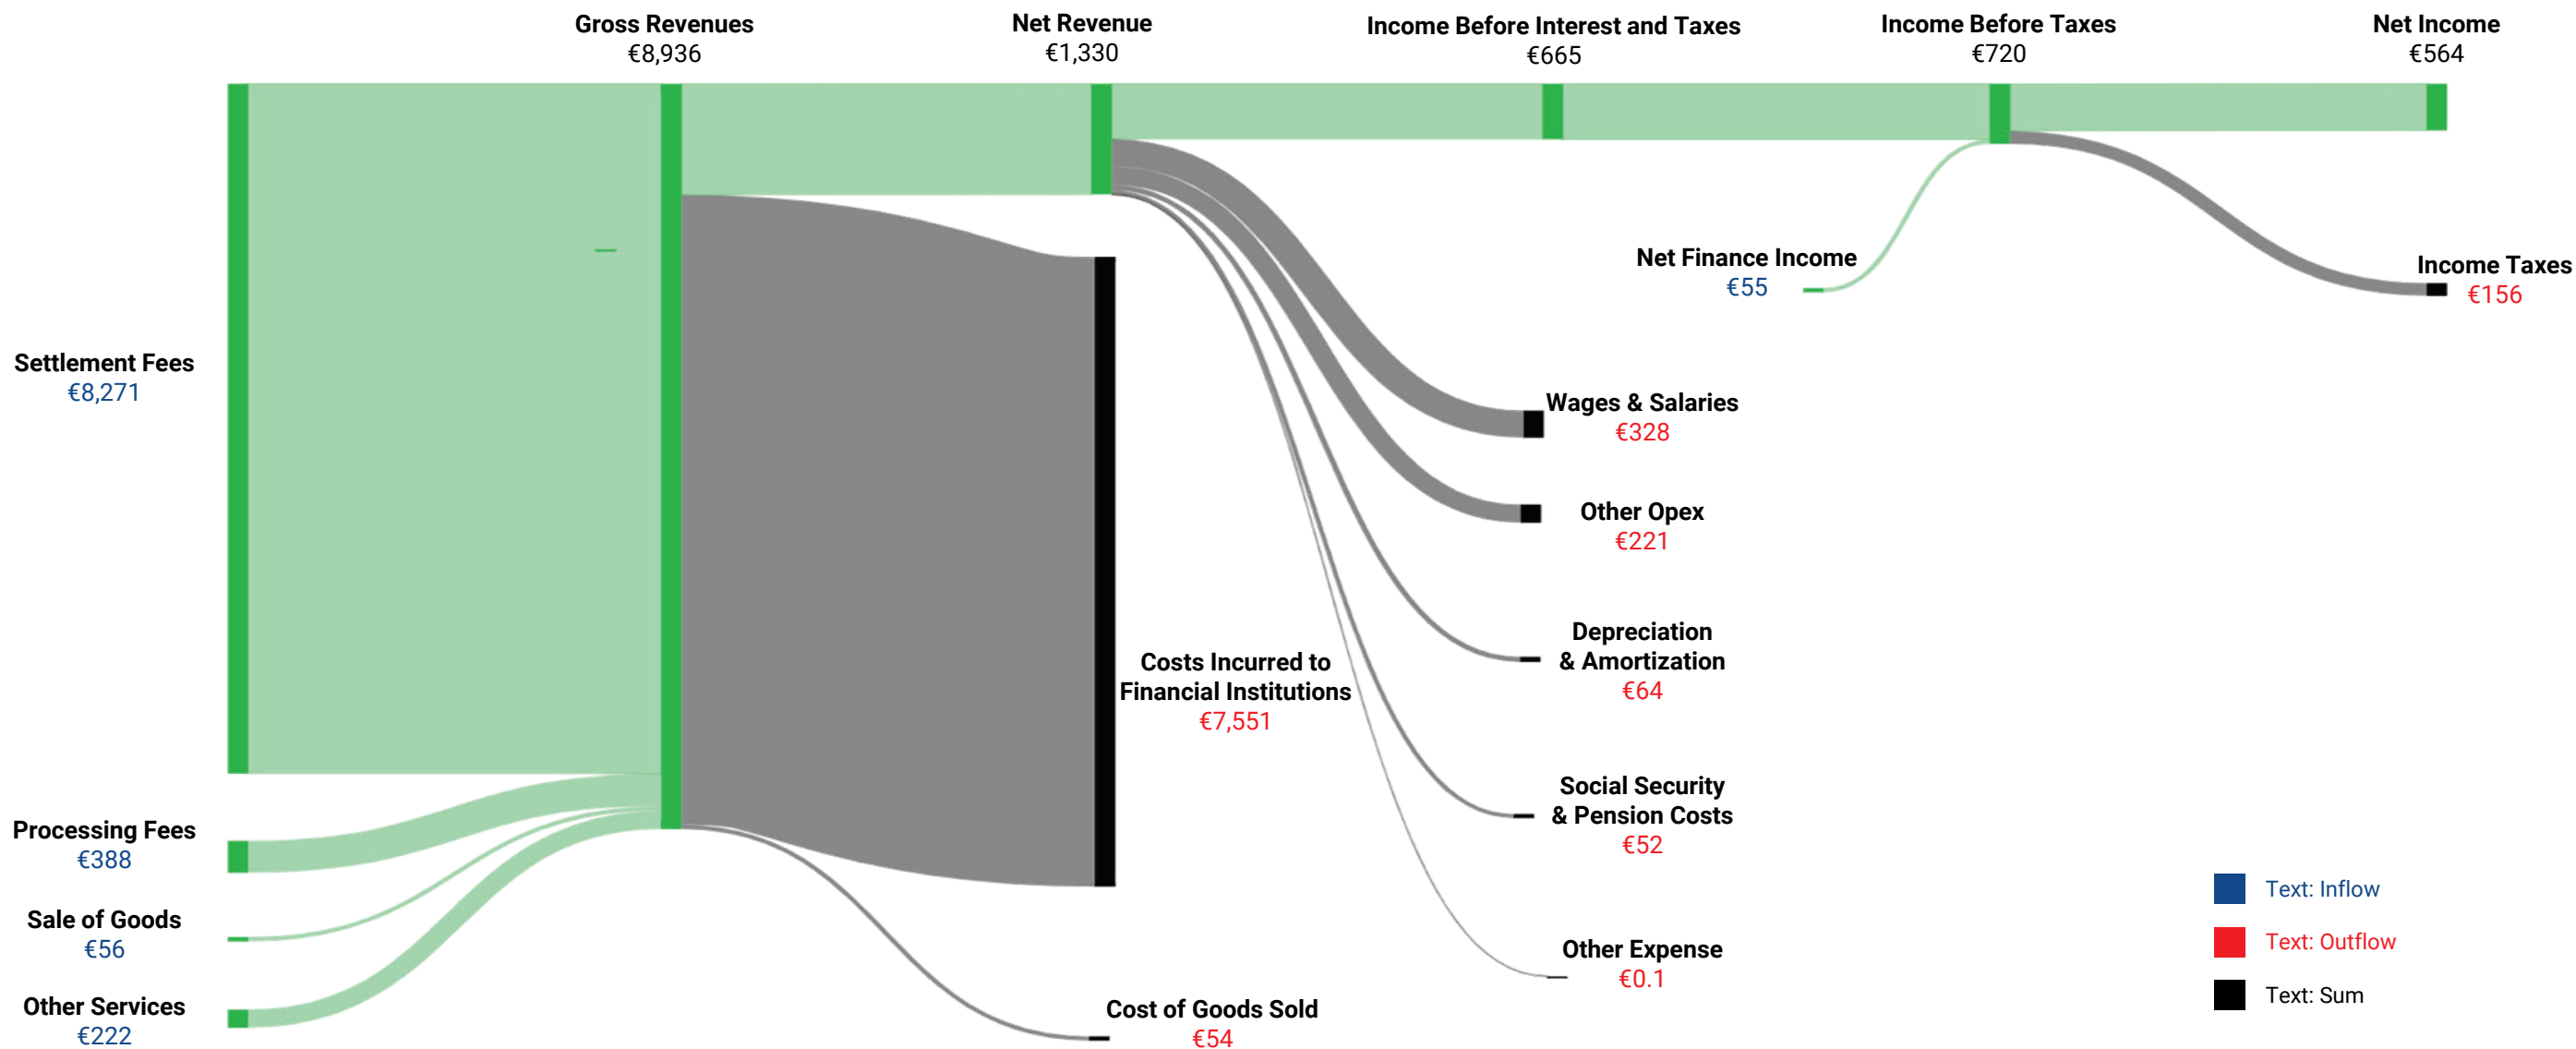 Gross Revenues
€8,936
Net Revenue
€1,330
Income Before Interest and Taxes
€665
Income Before Taxes
€720
Net Income
€564
Settlement Fees
€8,271
Processing Fees
€388
Sale of Goods
€56
Other Services
€222
Costs Incurred to
Financial Institutions
€7,551
Cost of Goods Sold
€54
Net Finance Income
€55
Income Taxes
€156
Wages & Salaries
€328
Other Opex
€221
Depreciation
& Amortization
€64
Social Security
& Pension Costs
€52
Other Expense
€0.1
Text: Inflow
Text: Outflow
Text: Sum